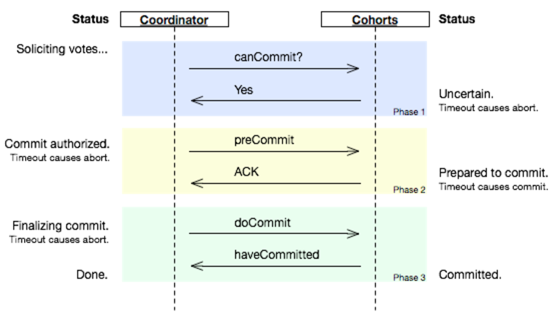 Status Coordinator Cohorts Status
Soliciting votes...
canCommit?
Yes
Uncertain.
Timeout causes abort.
Phase 1
Commit authorized.
Timeout causes abort.
preCommit
ACK
Prepared to commit.
Timeout causes commit.
Phase 2
Finalizing commit.
Timeout causes abort.
doCommit
haveCommitted
Done.
Phase 3
Committed.